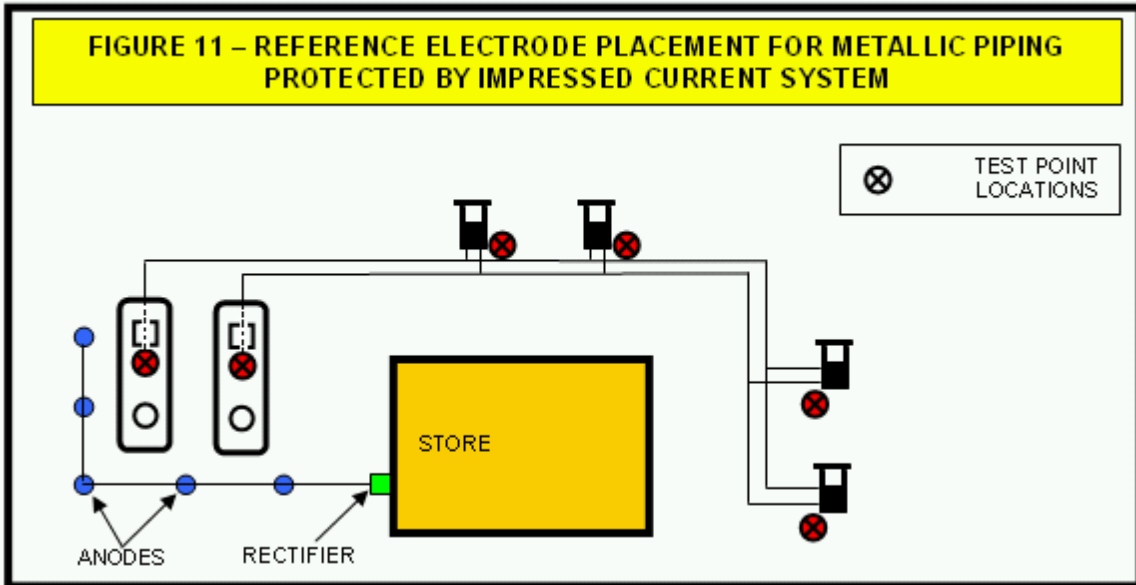 FIGURE 11 – REFERENCE ELECTRODE PLACEMENT FOR METALLIC PIPING
PROTECTED BY IMPRESSED CURRENT SYSTEM
TEST POINT
LOCATIONS
STORE
ANODES
RECTIFIER